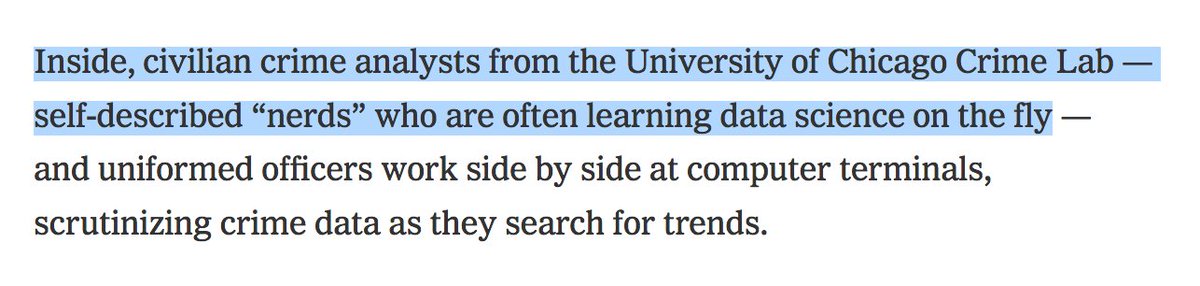 Inside, civilian crime analysts from the University of Chicago Crime Lab —
self-described “nerds” who are often learning data science on the fly —
and uniformed officers work side by side at computer terminals,
scrutinizing crime data as they search for trends.